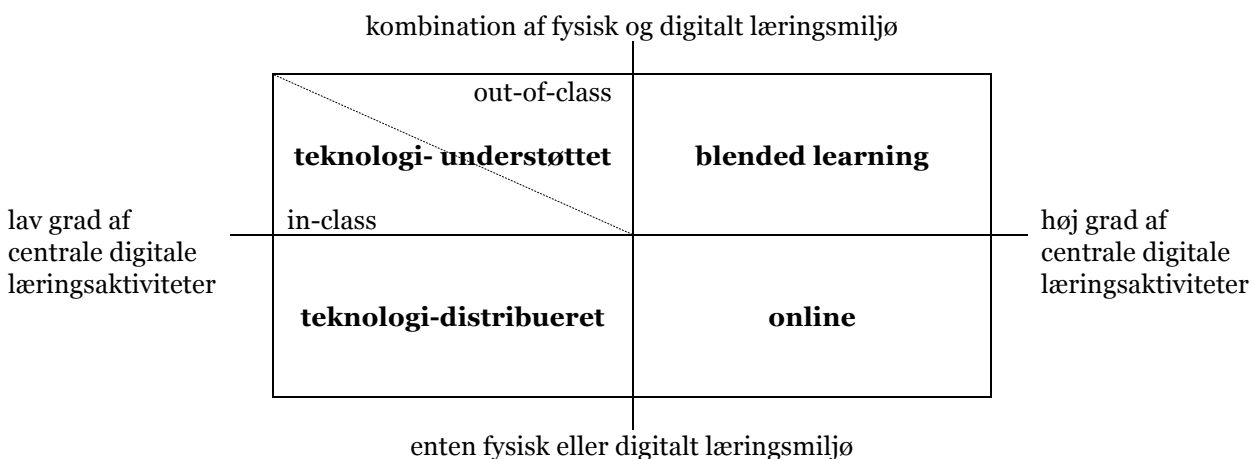 kombination af fysisk og digitalt læringsmiljø
out-of-class
teknologi- understøttet
blended learning
in-class
lav grad af
centrale digitale
læringsaktiviteter
høj grad af
centrale digitale
læringsaktiviteter
teknologi-distribueret
online
enten fysisk eller digitalt læringsmiljø